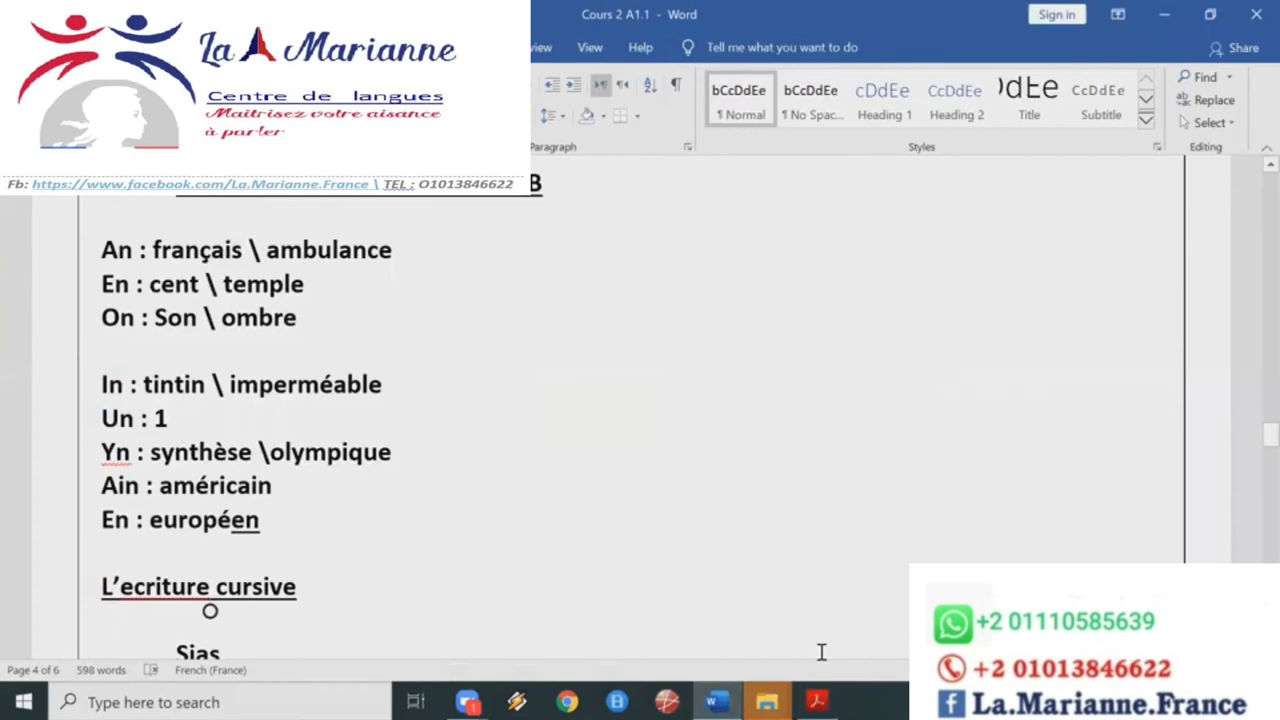 Cours 2 A1.1 - Word
Sign in
La Marianne
Centre de langues
Maitrisez votre aisance
à parler
Fb: https://www.facebook.com/La.Marianne.France \ TEL : O1013846622
View
Help
Tell me what you want to do
Share
bCcDdEe
bCcDdEe
cDdEe
CcDdEe
CcDdEe
¶ Normal
¶ No Spac...
Heading 1
Heading 2
Title
Subtitle
Find
Replace
Select
Paragraph
Styles
Editing
B
An : français \ ambulance
En : cent \ temple
On : Son \ ombre
In : tintin \ imperméable
Un : 1
Yn : synthèse \olympique
Ain : américain
En : européen
L’ecriture cursive
Sias
+2 01110585639
+2 01013846622
La.Marianne.France
Page 4 of 6
598 words
French (France)
Type here to search